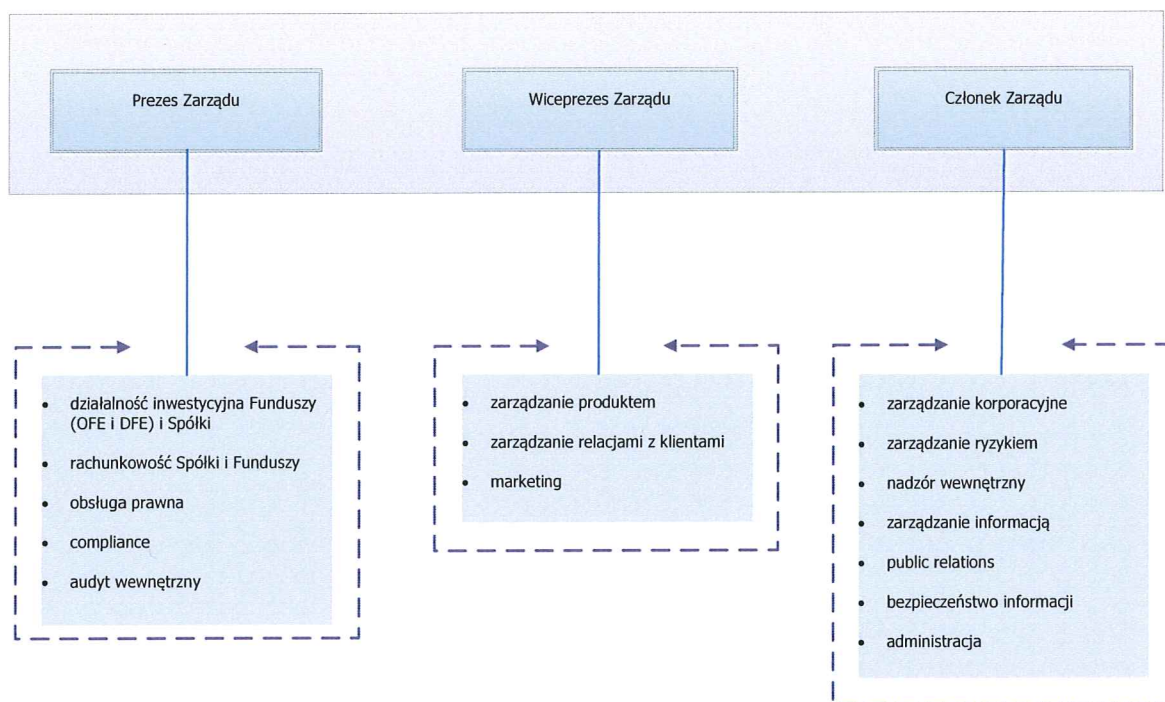 Prezes Zarządu
Wiceprezes Zarządu
Członek Zarządu
• działalność inwestycyjna Funduszy
(OFE i DFE) i Spółki
• rachunkowość Spółki i Funduszy
• obsługa prawna
• compliance
• audyt wewnętrzny
• zarządzanie produktem
• zarządzanie relacjami z klientami
• marketing
• zarządzanie korporacyjne
• zarządzanie ryzykiem
• nadzór wewnętrzny
• zarządzanie informacją
• public relations
• bezpieczeństwo informacji
• administracja